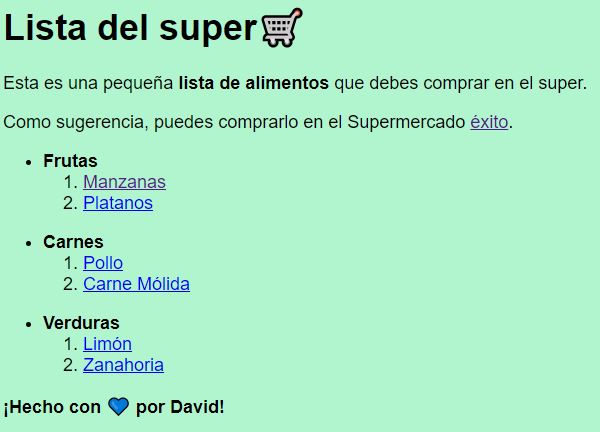 Lista del super🛒
Esta es una pequeña lista de alimentos que debes comprar en el super.
Como sugerencia, puedes comprarlo en el Supermercado éxito.
• Frutas
1. Manzanas
2. Platanos
• Carnes
1. Pollo
2. Carne Mólida
• Verduras
1. Limón
2. Zanahoria
¡Hecho con 💙 por David!